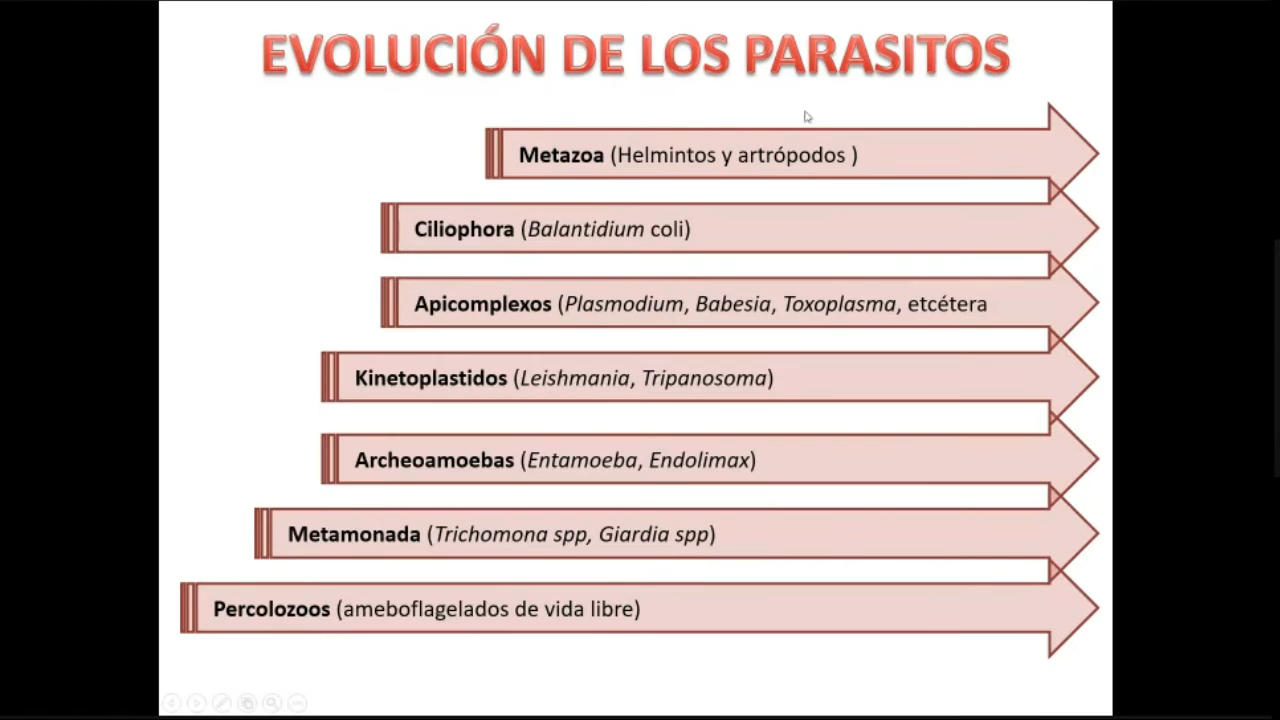 EVOLUCIÓN DE LOS PARASITOS
Metazoa (Helmintos y artrópodos )
Ciliophora (Balantidium coli)
Apicomplexos (Plasmodium, Babesia, Toxoplasma, etcétera
Kinetoplastidos (Leishmania, Tripanosoma)
Archeoamoebas (Entamoeba, Endolimax)
Metamonada (Trichomona spp, Giardia spp)
Percolozoos (ameboflagelados de vida libre)